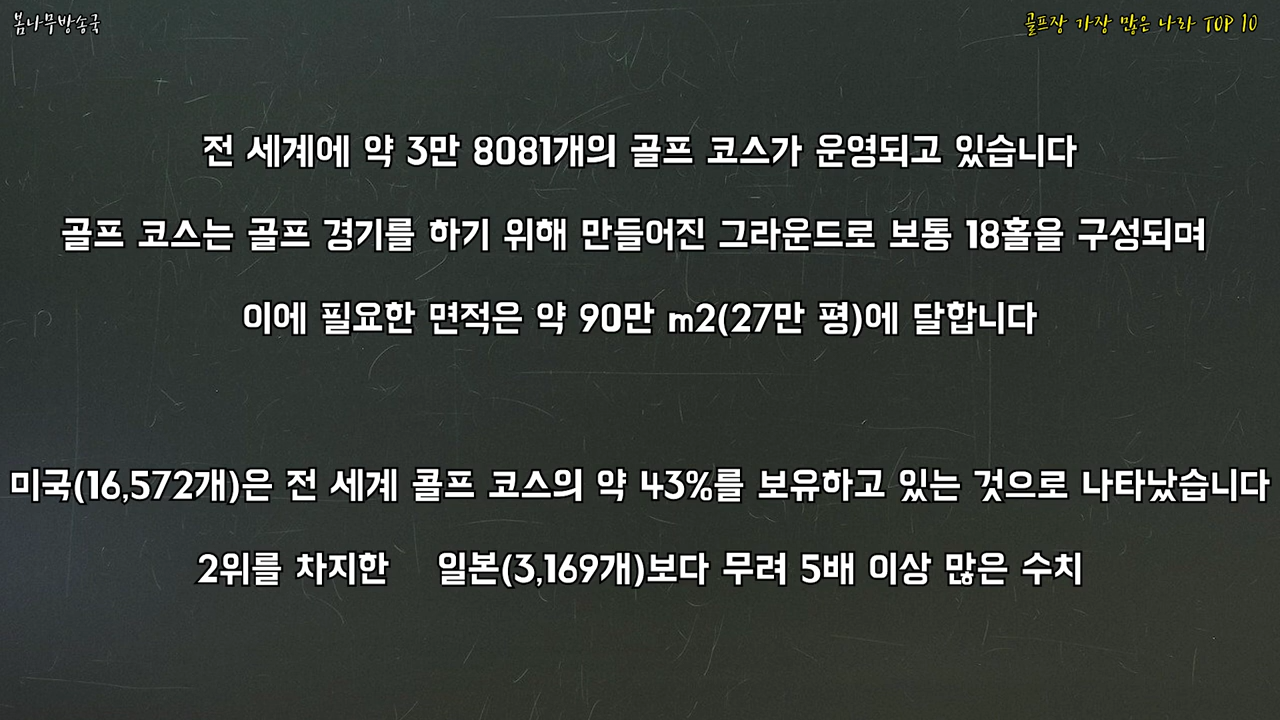 봄나무방송국
골프장 가장 많은 나라 TOP 10
전 세계에 약 3만 8081개의 골프 코스가 운영되고 있습니다
골프 코스는 골프 경기를 하기 위해 만들어진 그라운드로 보통 18홀을 구성되며
이에 필요한 면적은 약 90만 m2(27만 평)에 달합니다
미국(16,572개)은 전 세계 콜프 코스의 약 43%를 보유하고 있는 것으로 나타났습니다
2위를 차지한 일본(3,169개)보다 무려 5배 이상 많은 수치